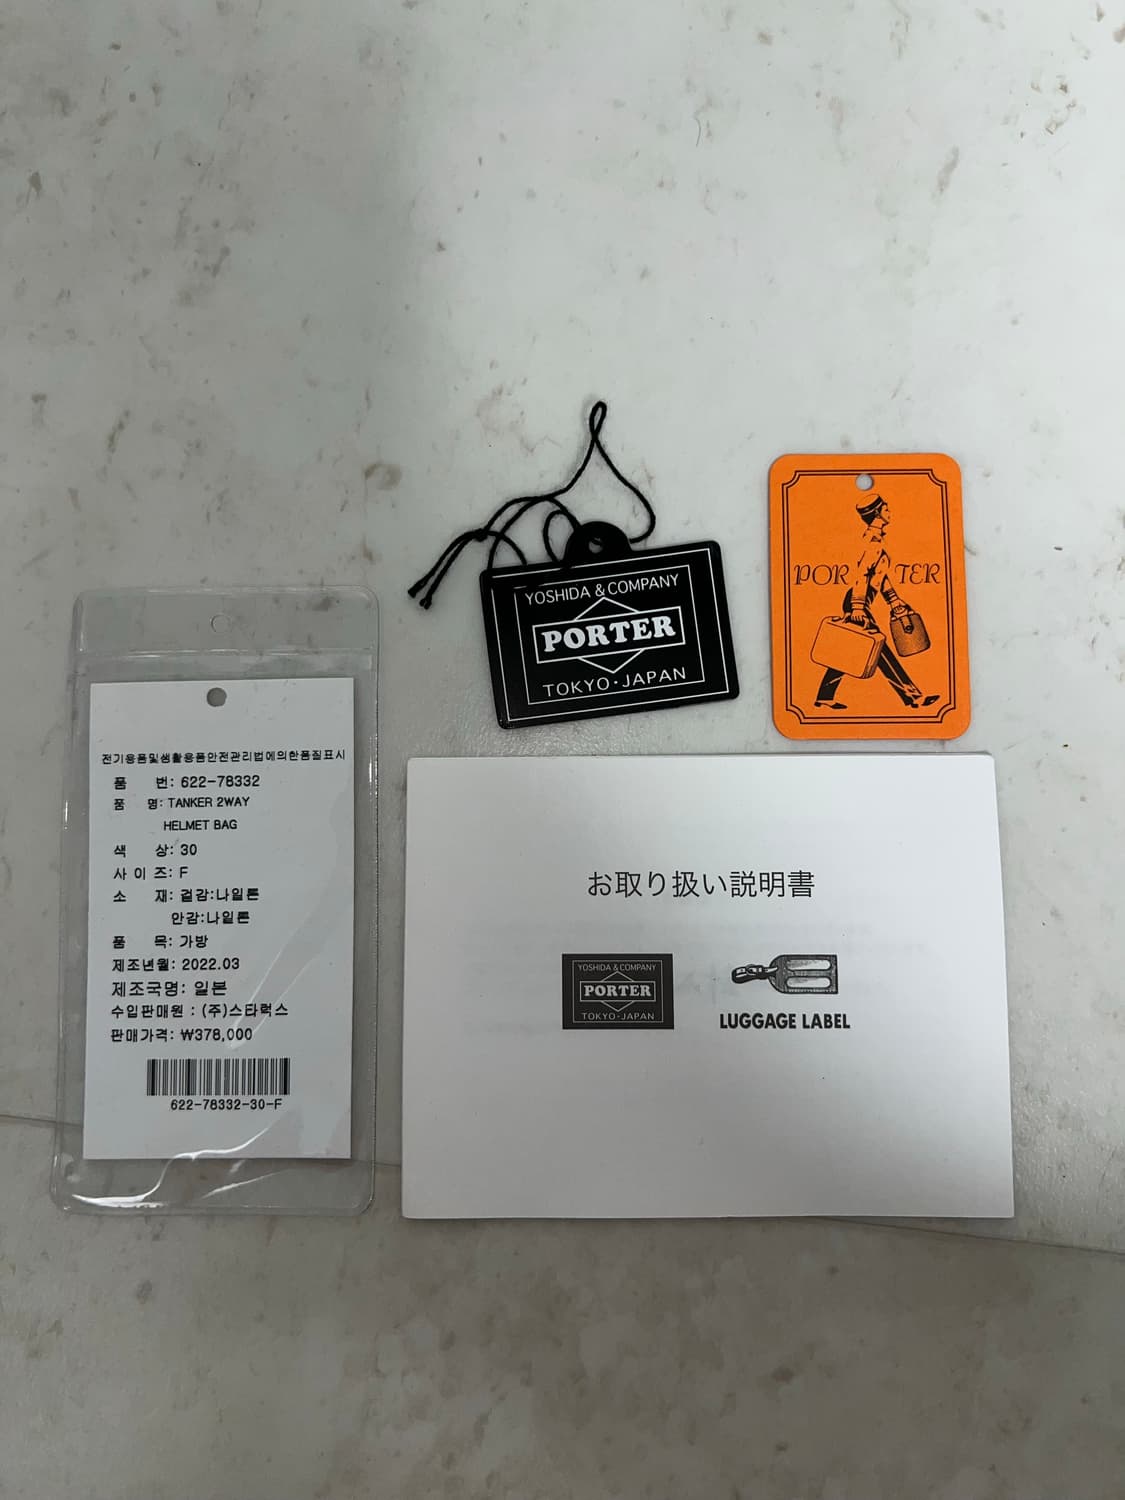 YOSHIDA & COMPANY
PORTER
TOKYO・JAPAN
PORTER
전기용품및생활용품안전관리법에의한품질표시
품 번: 622-78332
품 명: TANKER 2WAY
HELMET BAG
색 상: 30
사 이 즈: F
소 재: 겉감:나일론
안감:나일론
품 목: 가방
제조년월: 2022.03
제조국명: 일본
수입판매원 : (주)스타럭스
판매가격: ₩378,000
622-78332-30-F
お取り扱い説明書
YOSHIDA & COMPANY
PORTER
TOKYO・JAPAN
LUGGAGE LABEL